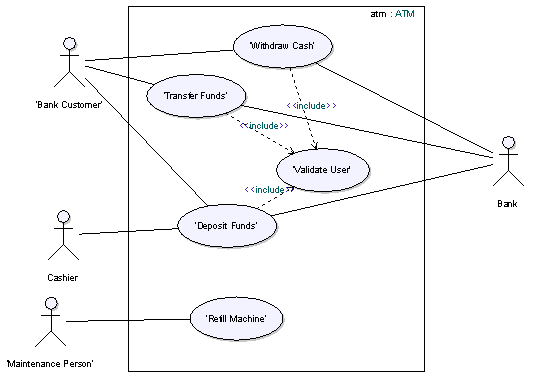 atm : ATM
'Withdraw Cash'
'Bank Customer'
'Transfer Funds'
<<include>>
<<include>>
'Validate User'
<<include>>
Bank
'Deposit Funds'
Cashier
'Refill Machine'
'Maintenance Person'